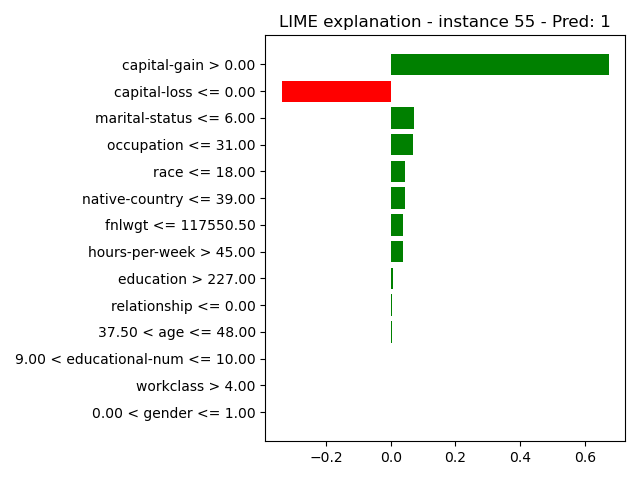 LIME explanation - instance 55 - Pred: 1
capital-gain > 0.00
capital-loss <= 0.00
marital-status <= 6.00
occupation <= 31.00
race <= 18.00
native-country <= 39.00
fnlwgt <= 117550.50
hours-per-week > 45.00
education > 227.00
relationship <= 0.00
37.50 < age <= 48.00
9.00 < educational-num <= 10.00
workclass > 4.00
0.00 < gender <= 1.00
−0.2 0.0 0.2 0.4 0.6